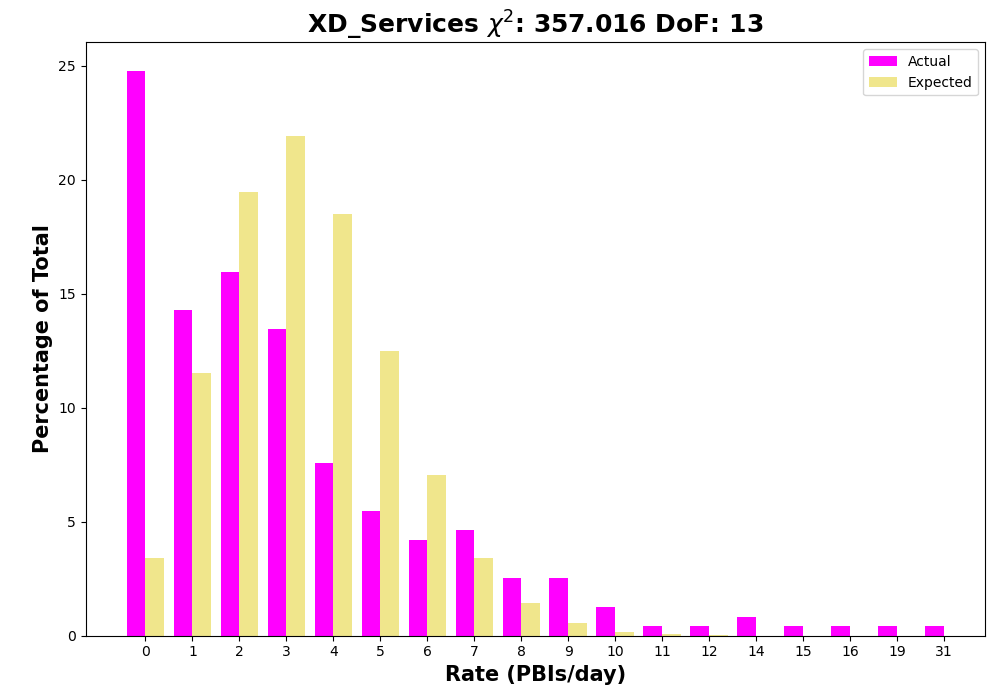 XD_Services χ²: 357.016 DoF: 13
Actual
Expected
25
20
15
10
5
0
Percentage of Total
0 1 2 3 4 5 6 7 8 9 10 11 12 14 15 16 19 31
Rate (PBIs/day)